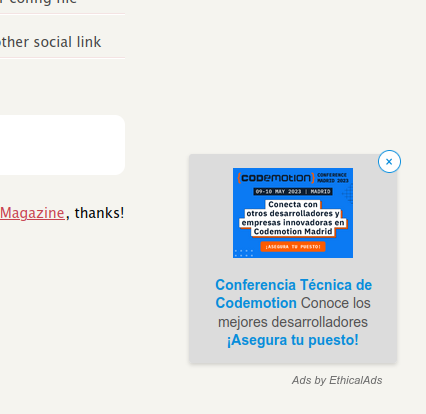 config file
other social link
Magazine, thanks!
×
CODEMOTION CONFERENCE
MADRID 2023
09-10 MAY 2023 | MADRID
Conecta con
otros desarrolladores y
empresas innovadoras en
Codemotion Madrid
¡ASEGURA TU PUESTO!
Conferencia Técnica de
Codemotion Conoce los
mejores desarrolladores
¡Asegura tu puesto!
Ads by EthicalAds